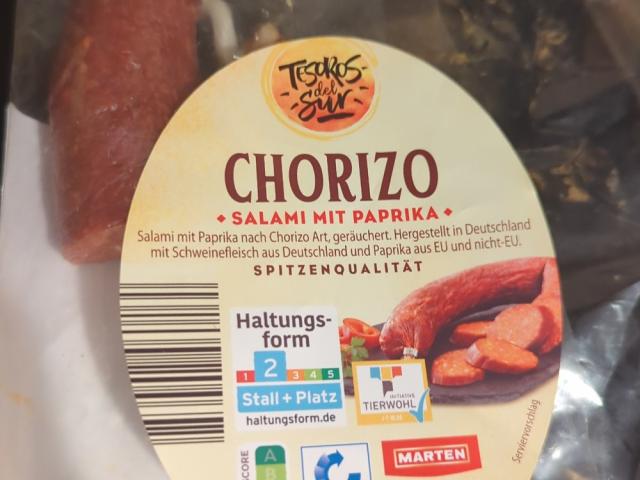 TESOROS
del
Sur
CHORIZO
SALAMI MIT PAPRIKA
Salami mit Paprika nach Chorizo Art, geräuchert. Hergestellt in Deutschland
mit Schweinefleisch aus Deutschland und Paprika aus EU und nicht-EU.
SPITZENQUALITÄT
Haltungs-
form
1 2 3 4 5
Stall + Platz
haltungsform.de
INITIATIVE
TIERWOHL
Serviervorschlag
SCORE
A
B
MARTEN